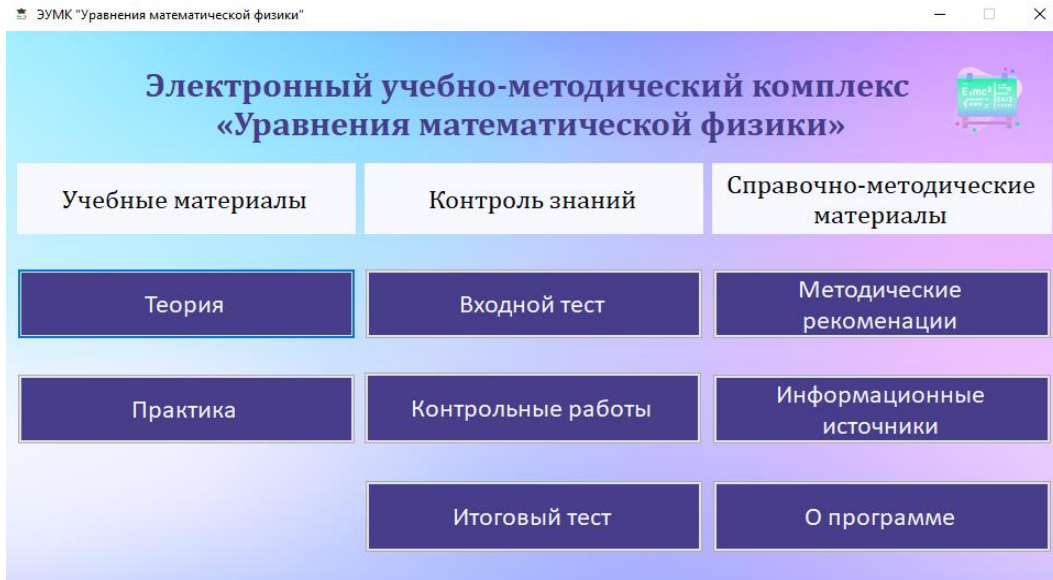 ЭУМК "Уравнения математической физики"
Электронный учебно-методический комплекс
«Уравнения математической физики»
Учебные материалы
Контроль знаний
Справочно-методические
материалы
Теория
Входной тест
Методические
рекоменации
Практика
Контрольные работы
Информационные
источники
Итоговый тест
О программе